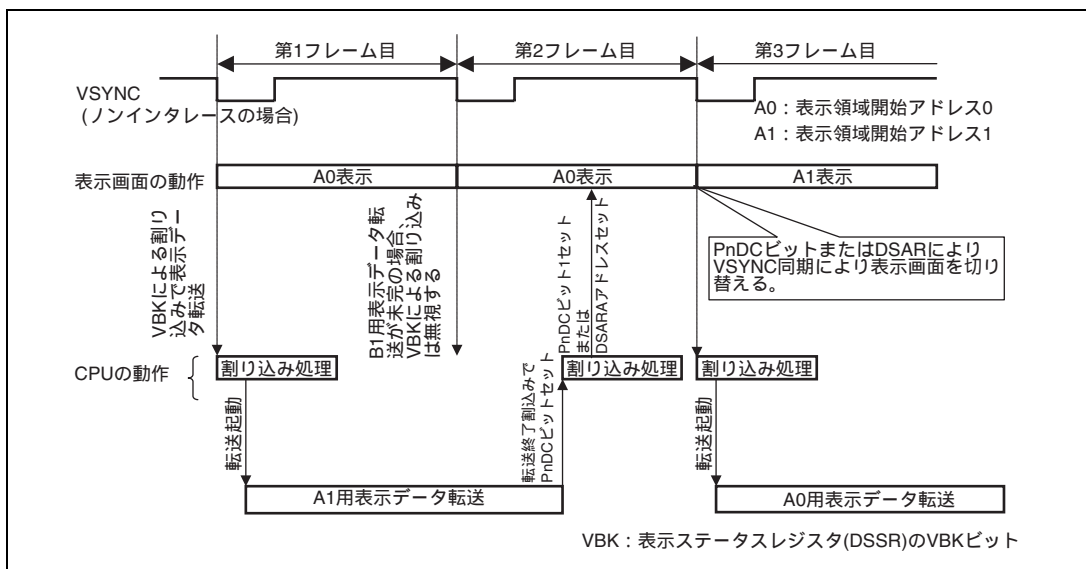 第1フレーム目
第2フレーム目
第3フレーム目
VSYNC
(ノンインタレースの場合)
A0：表示領域開始アドレス0
A1：表示領域開始アドレス1
表示画面の動作
A0表示
A0表示
A1表示
VBKによる割り
込みで表示デー
タ転送
B1用表示データ転
送が未完の場合、
VBKによる割り込み
は無視する
PnDCビット1セット
または
DSARAアドレスセット
PnDCビットまたはDSARにより
VSYNC同期により表示画面を切り
替える。
CPUの動作
割り込み処理
割り込み処理
割り込み処理
転送起動
転送終了割込みで
PnDCビットセット
転送起動
A1用表示データ転送
A0用表示データ転送
VBK：表示ステータスレジスタ(DSSR)のVBKビット